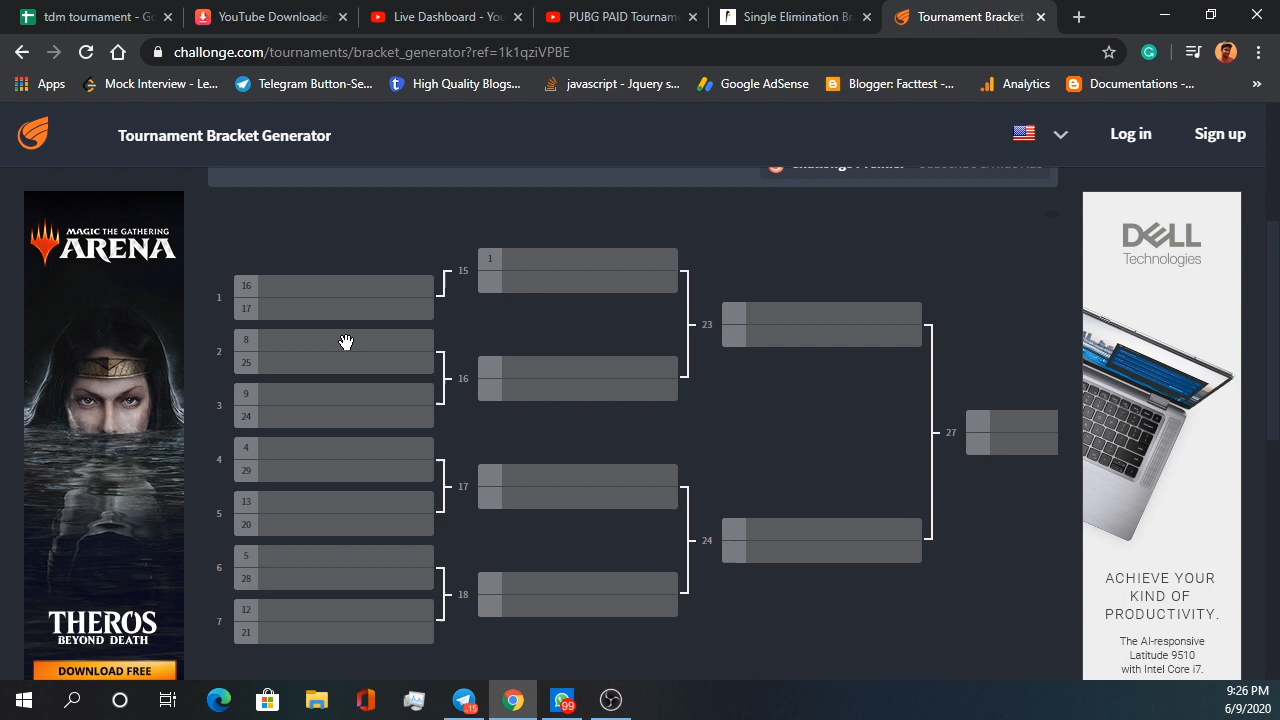 tdm tournament - Go
YouTube Downloade
Live Dashboard - You
PUBG PAID Tournam
Single Elimination Br
Tournament Bracket
challonge.com/tournaments/bracket_generator?ref=1k1qziVPBE
Apps
Mock Interview - Le...
Telegram Button-Se...
High Quality Blogs...
javascript - Jquery s...
Google AdSense
Blogger: Facttest -...
Analytics
Documentations -...
»
Tournament Bracket Generator
Log in
Sign up
MAGIC THE GATHERING
ARENA
THEROS
BEYOND DEATH
DOWNLOAD FREE
1
16
17
2
8
25
3
9
24
4
4
29
5
13
20
6
5
28
7
12
21
15
1
16
17
18
23
24
27
DELL
Technologies
ACHIEVE YOUR
KIND OF
PRODUCTIVITY.
The AI-responsive
Latitude 9510
with Intel Core i7.
15
99
9:26 PM
6/9/2020